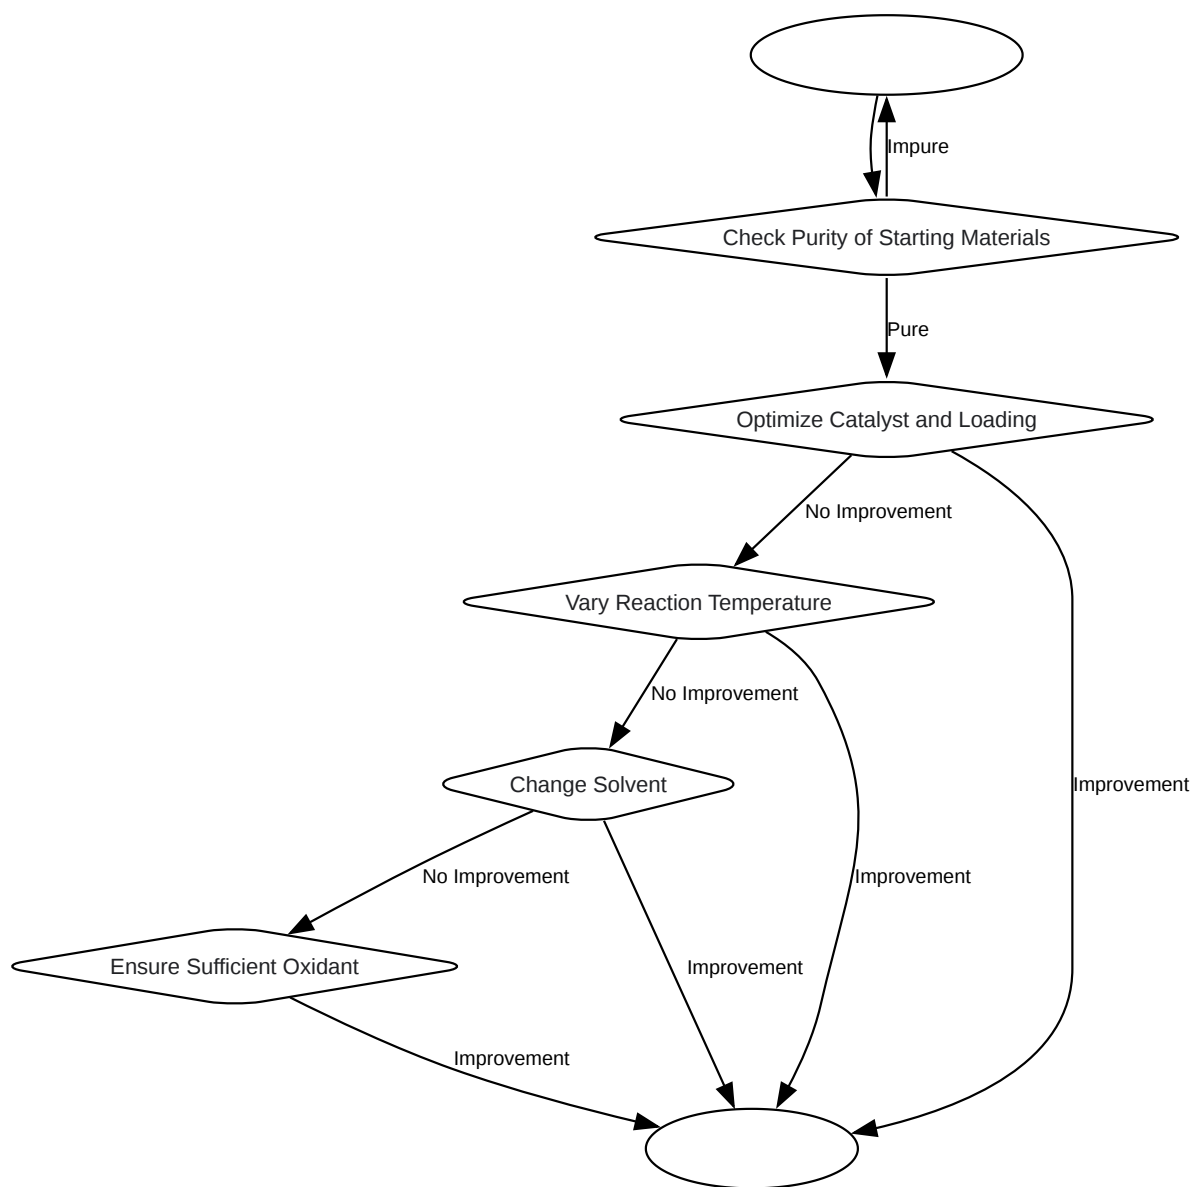 Impure
Check Purity of Starting Materials
Pure
Optimize Catalyst and Loading
No Improvement
Vary Reaction Temperature
No Improvement
Change Solvent
Improvement
No Improvement
Improvement
Ensure Sufficient Oxidant
Improvement
Improvement